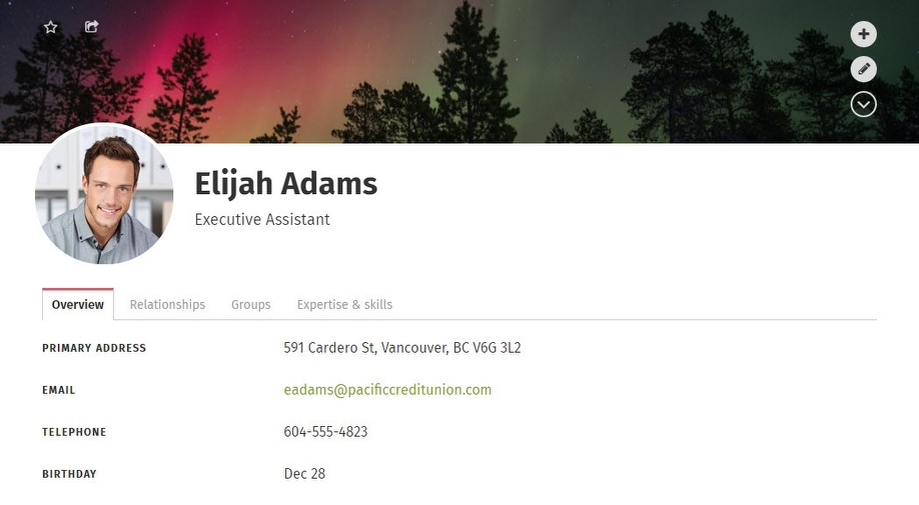 Elijah Adams
Executive Assistant
Overview Relationships Groups Expertise & skills
PRIMARY ADDRESS 591 Cardero St, Vancouver, BC V6G 3L2
EMAIL eadams@pacificcreditunion.com
TELEPHONE 604-555-4823
BIRTHDAY Dec 28